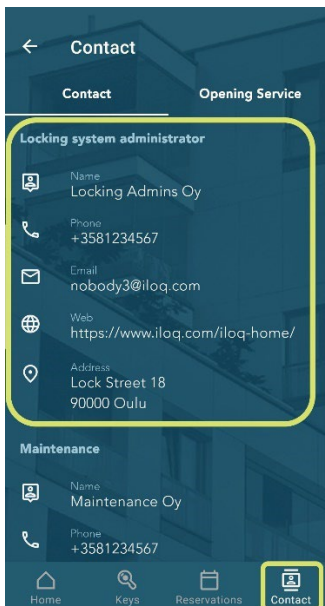 Contact
Contact
Opening Service
Locking system administrator
Name
Locking Admins Oy
Phone
+3581234567
Email
nobody3@iloq.com
Web
https://www.iloq.com/iloq-home/
Address
Lock Street 18
90000 Oulu
Maintenance
Name
Maintenance Oy
Phone
+3581234567
Home
Keys
Reservations
Contact